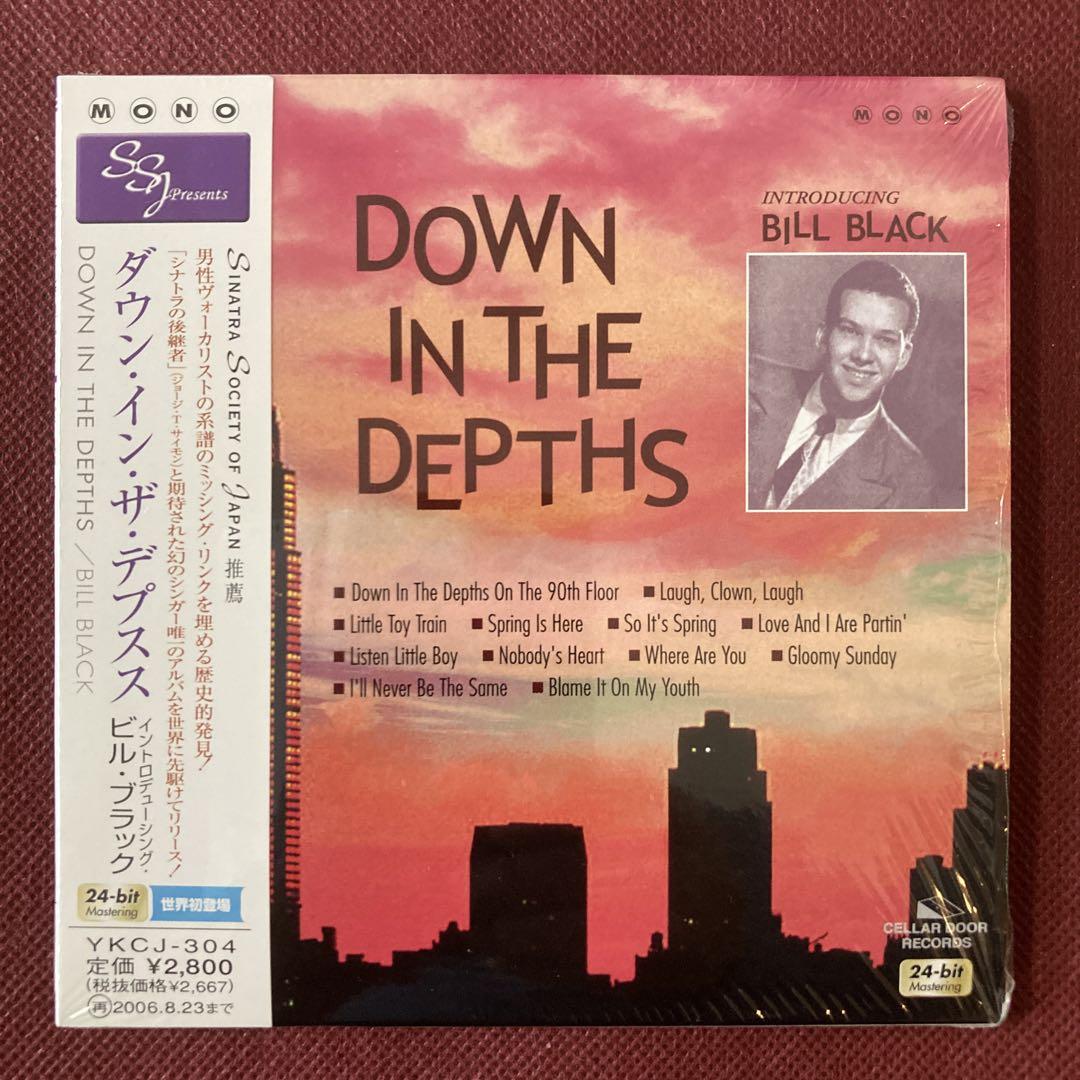 MONO
SSJ Presents
SINATRA SOCIETY OF JAPAN 推薦
男性ヴォーカリストの系譜のミッシング・リンクを埋める歴史的発見!
「シナトラの後継者」(ジョージ・T・サイモン)と期待された幻のシンガー唯一のアルバムを世界に先駆けてリリース!
ダウン・イン・ザ・デプスス
イントロデューシング・
ビル・ブラック
DOWN IN THE DEPTHS/BILL BLACK
24-bit
Mastering
世界初登場
YKCJ-304
定価 ¥2,800
(税抜価格¥2,667)
再2006.8.23まで
MONO
INTRODUCING
BILL BLACK
DOWN
IN THE
DEPTHS
■ Down In The Depths On The 90th Floor ■ Laugh, Clown, Laugh
■ Little Toy Train ■ Spring Is Here ■ So It's Spring ■ Love And I Are Partin'
■ Listen Little Boy ■ Nobody's Heart ■ Where Are You ■ Gloomy Sunday
■ I'll Never Be The Same ■ Blame It On My Youth
CELLAR DOOR
RECORDS
24-bit
Mastering